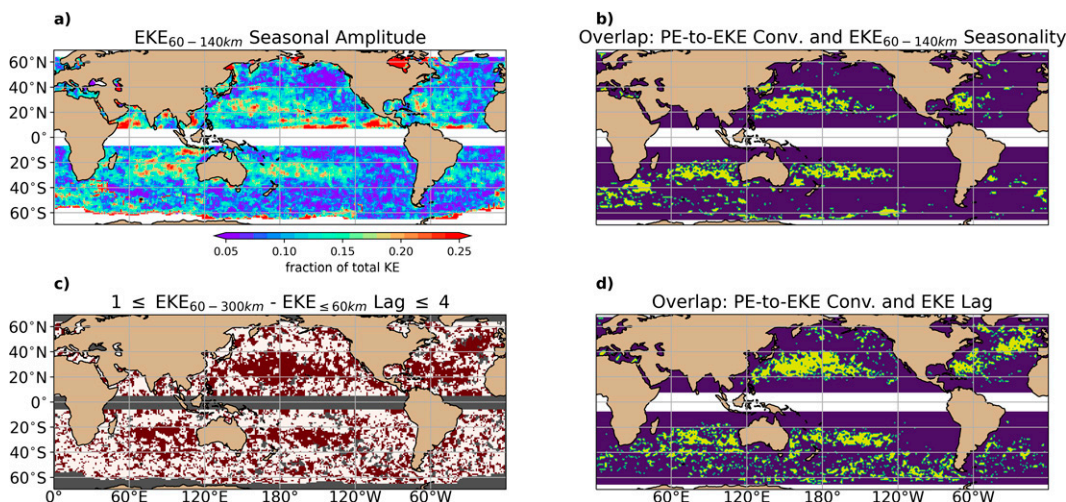 a)
EKE60−140km Seasonal Amplitude
60°N
40°N
20°N
0°
20°S
40°S
60°S
0.05 0.10 0.15 0.20 0.25
fraction of total KE
b)
Overlap: PE-to-EKE Conv. and EKE60−140km Seasonality
c)
1 ≤ EKE60−300km - EKE≤60km Lag ≤ 4
60°N
40°N
20°N
0°
20°S
40°S
60°S
0° 60°E 120°E 180° 120°W 60°W
d)
Overlap: PE-to-EKE Conv. and EKE Lag
60°E 120°E 180° 120°W 60°W